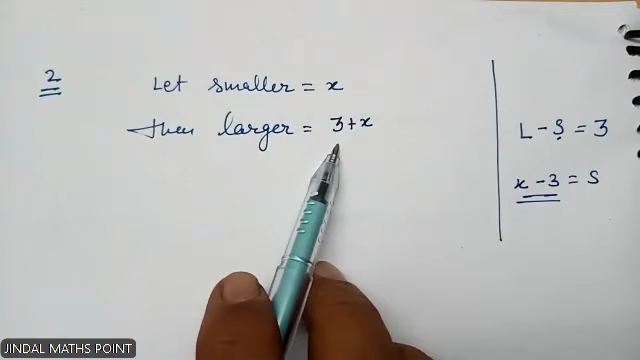 2
Let smaller = x
then larger = 3+x
L - S = 3
x - 3 = S
JINDAL MATHS POINT